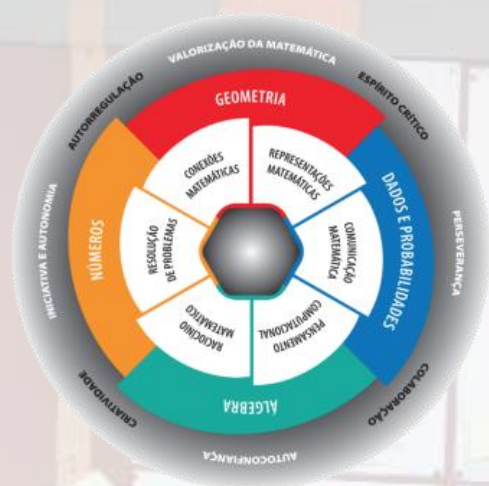 VALORIZAÇÃO DA MATEMÁTICA
ESPÍRITO CRÍTICO
PERSEVERANÇA
COLABORAÇÃO
AUTOCONFIANÇA
CRIATIVIDADE
INICIATIVA E AUTONOMIA
AUTORREGULAÇÃO
GEOMETRIA
DADOS E PROBABILIDADES
ÁLGEBRA
NÚMEROS
REPRESENTAÇÕES
MATEMÁTICAS
COMUNICAÇÃO
MATEMÁTICA
PENSAMENTO
COMPUTACIONAL
RACIOCÍNIO
MATEMÁTICO
RESOLUÇÃO
DE PROBLEMAS
CONEXÕES
MATEMÁTICAS